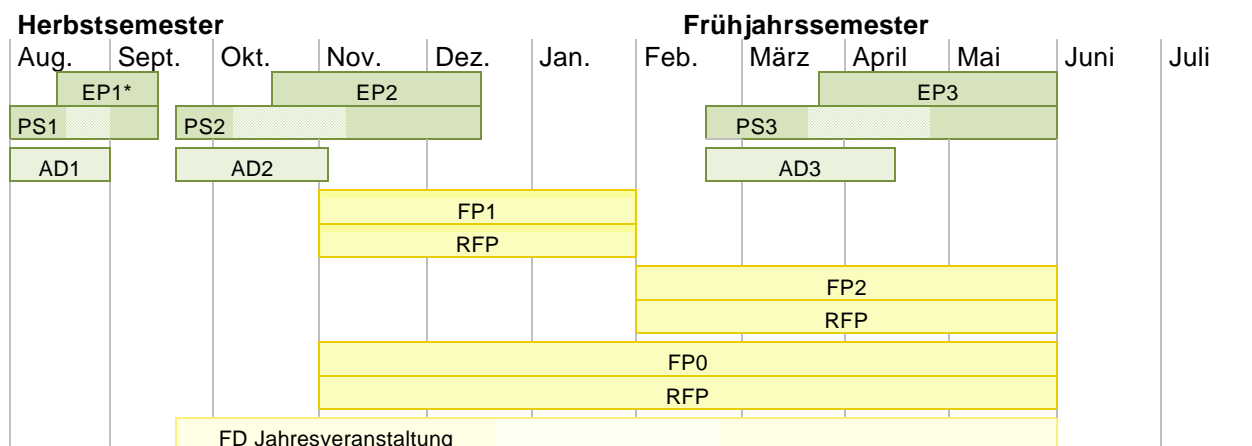 Herbstsemester Frühjahrssemester
Aug. Sept. Okt. Nov. Dez. Jan. Feb. März April Mai Juni Juli
EP1* EP2 EP3
PS1 PS2 PS3
AD1 AD2 AD3
FP1
RFP
FP2
RFP
FP0
RFP
FD Jahresveranstaltung